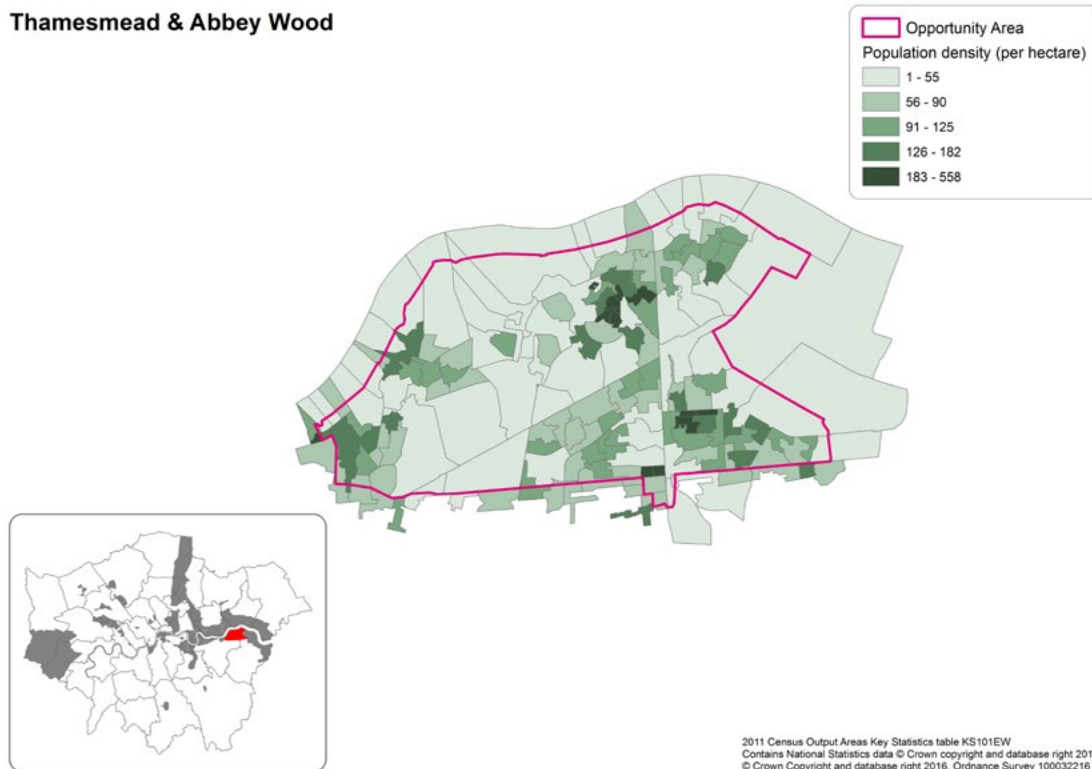 Thamesmead & Abbey Wood
Opportunity Area
Population density (per hectare)
1 - 55
56 - 90
91 - 125
126 - 182
183 - 558
2011 Census Output Areas Key Statistics table KS101EW
Contains National Statistics data © Crown copyright and database right 201
© Crown Copyright and database right 2016. Ordnance Survey 100032216